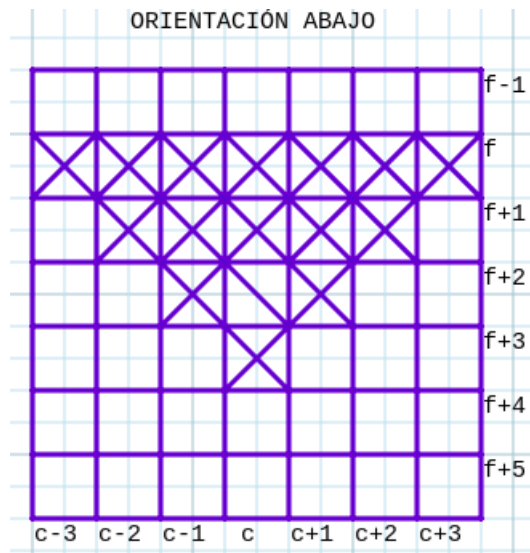 ORIENTACIÓN ABAJO
f-1
f
f+1
f+2
f+3
f+4
f+5
c-3 c-2 c-1 c c+1 c+2 c+3